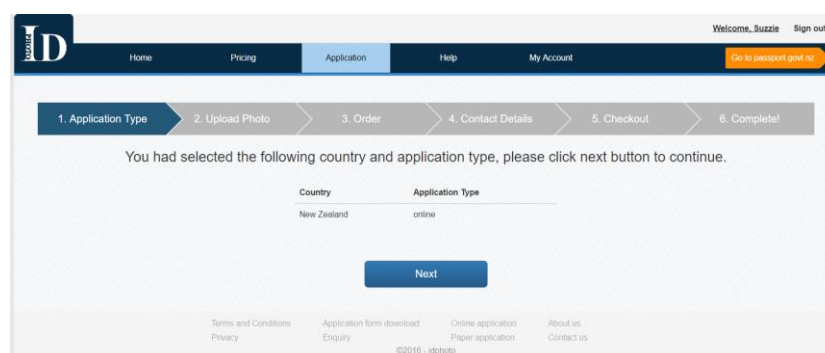 ID
PHOTO
Welcome, Suzzie Sign out
Home Pricing Application Help My Account Go to passport.govt.nz
1. Application Type 2. Upload Photo 3. Order 4. Contact Details 5. Checkout 6. Complete!
You had selected the following country and application type, please click next button to continue.
Country Application Type
New Zealand online
Next
Terms and Conditions Application form download Online application About us
Privacy Enquiry Paper application Contact us
©2016 - idphoto